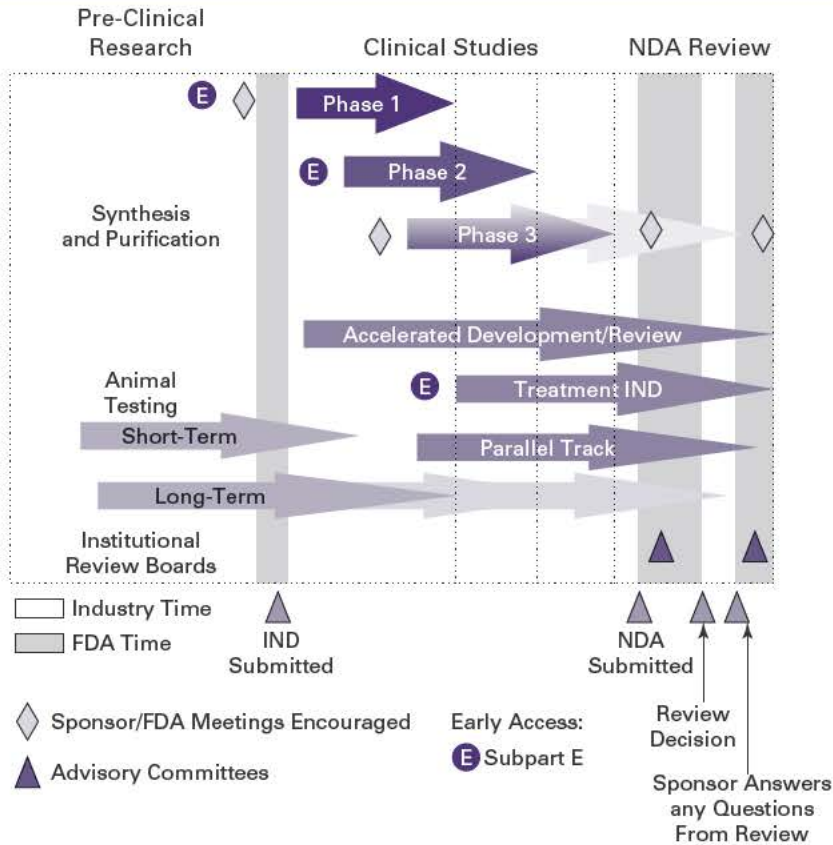 Pre-Clinical
Research
Clinical Studies
NDA Review
E
Phase 1
E
Phase 2
Synthesis
and Purification
Phase 3
Accelerated Development/Review
Animal
Testing
E
Treatment IND
Short-Term
Parallel Track
Long-Term
Institutional
Review Boards
Industry Time
FDA Time
IND
Submitted
NDA
Submitted
Sponsor/FDA Meetings Encouraged
Advisory Committees
Early Access:
E Subpart E
Review
Decision
Sponsor Answers
any Questions
From Review